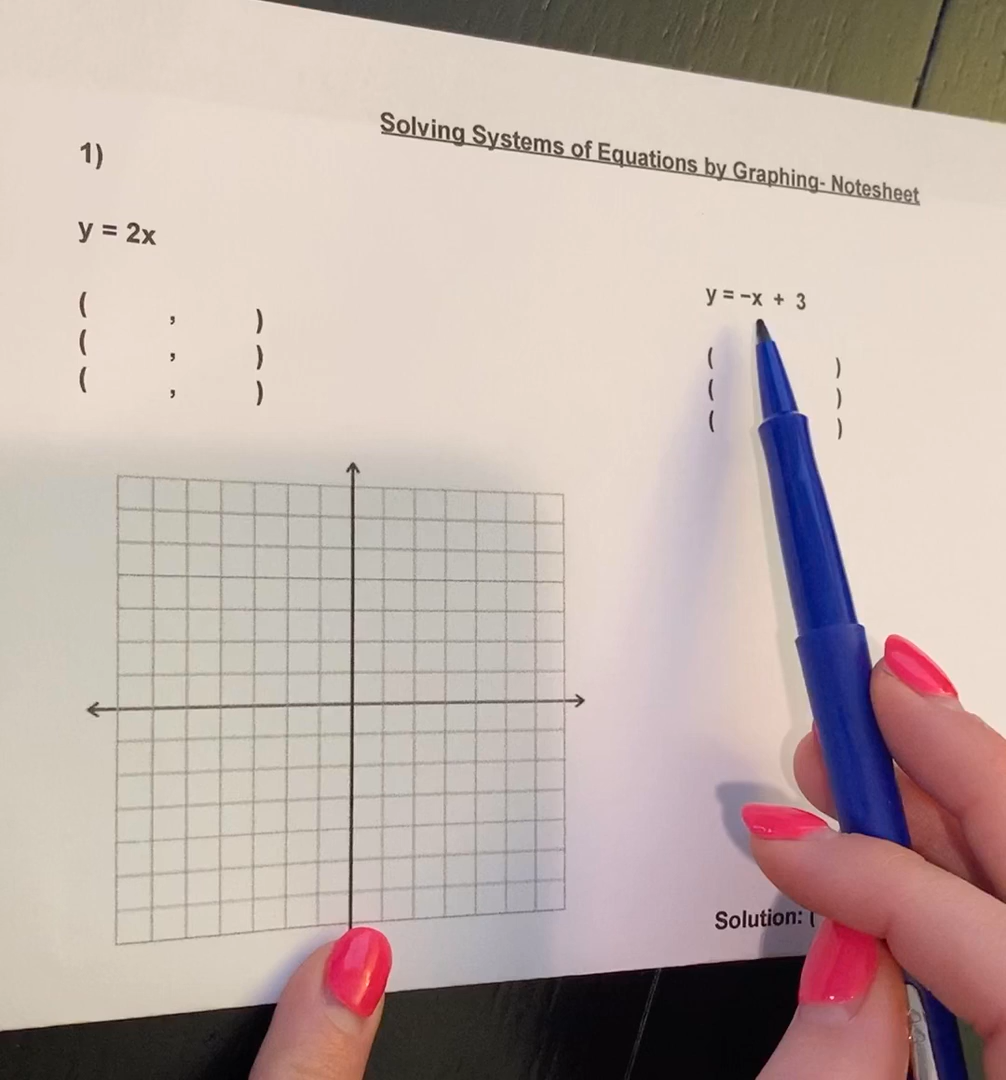 Solving Systems of Equations by Graphing- Notesheet
1)
y = 2x
( , )
( , )
( , )
y = −x + 3
( )
( )
( )
Solution: (